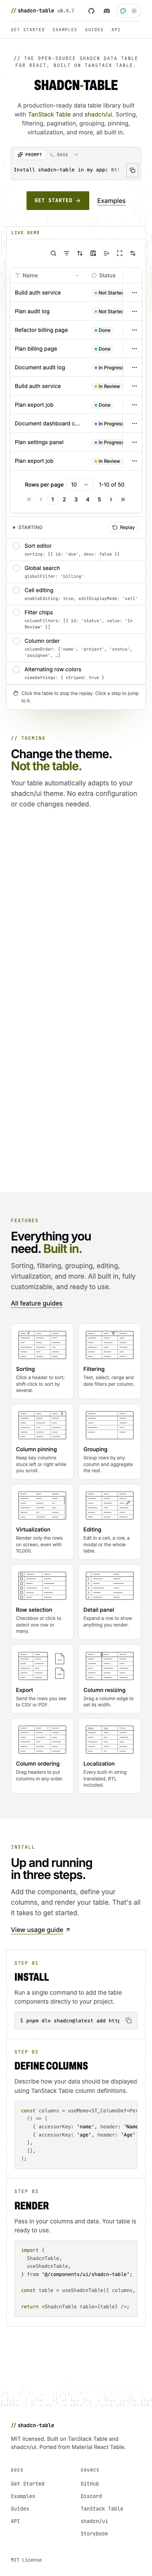 // shadcn-table v0.5.7
GET STARTED EXAMPLES GUIDES API
// THE OPEN-SOURCE SHADCN DATA TABLE
FOR REACT, BUILT ON TANSTACK TABLE.
SHADCN-TABLE
A production-ready data table library built
with TanStack Table and shadcn/ui. Sorting,
filtering, pagination, grouping, pinning,
virtualization, and more, all built in.
PROMPT
Install shadcn-table in my app: htt
GET STARTED →
Examples
LIVE DEMO
Name Status
Build auth service Not Started
Plan audit log Not Started
Refactor billing page Done
Plan billing page Done
Document audit log In Progress
Build auth service In Review
Plan export job Done
Document dashboard c... In Progress
Plan settings panel In Progress
Plan export job In Review
Rows per page 10 1-10 of 50
1 2 3 4 5
STARTING Replay
Sort editor
sorting: [{ id: 'due', desc: false }]
Global search
globalFilter: 'billing'
Cell editing
enableEditing: true, editDisplayMode: 'cell'
Filter chips
columnFilters: [{ id: 'status', value: 'In
Review' }]
Column order
columnOrder: ['name', 'project', 'status',
'assignee', …]
Alternating row colors
viewSettings: { striped: true }
Click the table to stop the replay. Click a step to jump
to it.
// THEMING
Change the theme.
Not the table.
Your table automatically adapts to your
shadcn/ui theme. No extra configuration
or code changes needed.
FEATURES
Everything you
need. Built in.
Sorting, filtering, grouping, editing,
virtualization, and more. All built in, fully
customizable, and ready to use.
All feature guides
Sorting
Click a header to sort;
shift-click to sort by
several.
Filtering
Text, select, range and
date filters per column.
Column pinning
Keep key columns
stuck left or right while
you scroll.
Grouping
Group rows by any
column and aggregate
the rest.
Virtualization
Render only the rows
on screen, even with
10,000.
Editing
Edit in a cell, a row, a
modal or the whole
table.
Row selection
Checkbox or click to
select one row or
many.
Detail panel
Expand a row to show
anything you render.
Export
Send the rows you see
to CSV or PDF.
Column resizing
Drag a column edge to
set its width.
Column ordering
Drag headers to put
columns in any order.
Localization
Every built-in string
translated, RTL
included.
INSTALL
Up and running
in three steps.
Add the components, define your
columns, and render your table. That's all
it takes to get started.
View usage guide ↗
STEP 01
INSTALL
Run a single command to add the table
components directly to your project.
$ pnpm dlx shadcn@latest add http
STEP 02
DEFINE COLUMNS
Describe how your data should be displayed
using TanStack Table column definitions.
const columns = useMemo<ST_ColumnDef<Per
() => [
{ accessorKey: 'name', header: 'Name
{ accessorKey: 'age', header: 'Age'
],
[],
);
STEP 03
RENDER
Pass in your columns and data. Your table is
ready to use.
import {
ShadcnTable,
useShadcnTable,
} from '@/components/ui/shadcn-table';
const table = useShadcnTable({ columns,
return <ShadcnTable table={table} />;
// shadcn-table
MIT licensed. Built on TanStack Table and
shadcn/ui. Ported from Material React Table.
DOCS SOURCE
Get Started GitHub
Examples Discord
Guides TanStack Table
API shadcn/ui
Storybook
MIT License